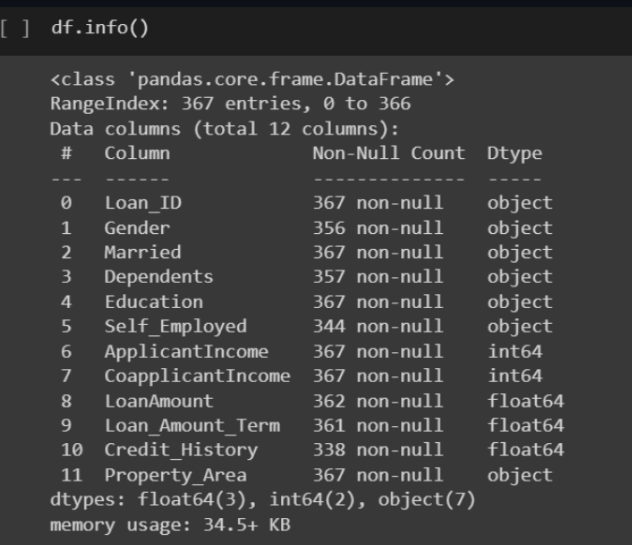 [ ] df.info()
<class 'pandas.core.frame.DataFrame'>
RangeIndex: 367 entries, 0 to 366
Data columns (total 12 columns):
 #   Column             Non-Null Count  Dtype
---  ------             --------------  -----
 0   Loan_ID            367 non-null    object
 1   Gender             356 non-null    object
 2   Married            367 non-null    object
 3   Dependents         357 non-null    object
 4   Education          367 non-null    object
 5   Self_Employed      344 non-null    object
 6   ApplicantIncome    367 non-null    int64
 7   CoapplicantIncome  367 non-null    int64
 8   LoanAmount         362 non-null    float64
 9   Loan_Amount_Term   361 non-null    float64
 10  Credit_History     338 non-null    float64
 11  Property_Area      367 non-null    object
dtypes: float64(3), int64(2), object(7)
memory usage: 34.5+ KB